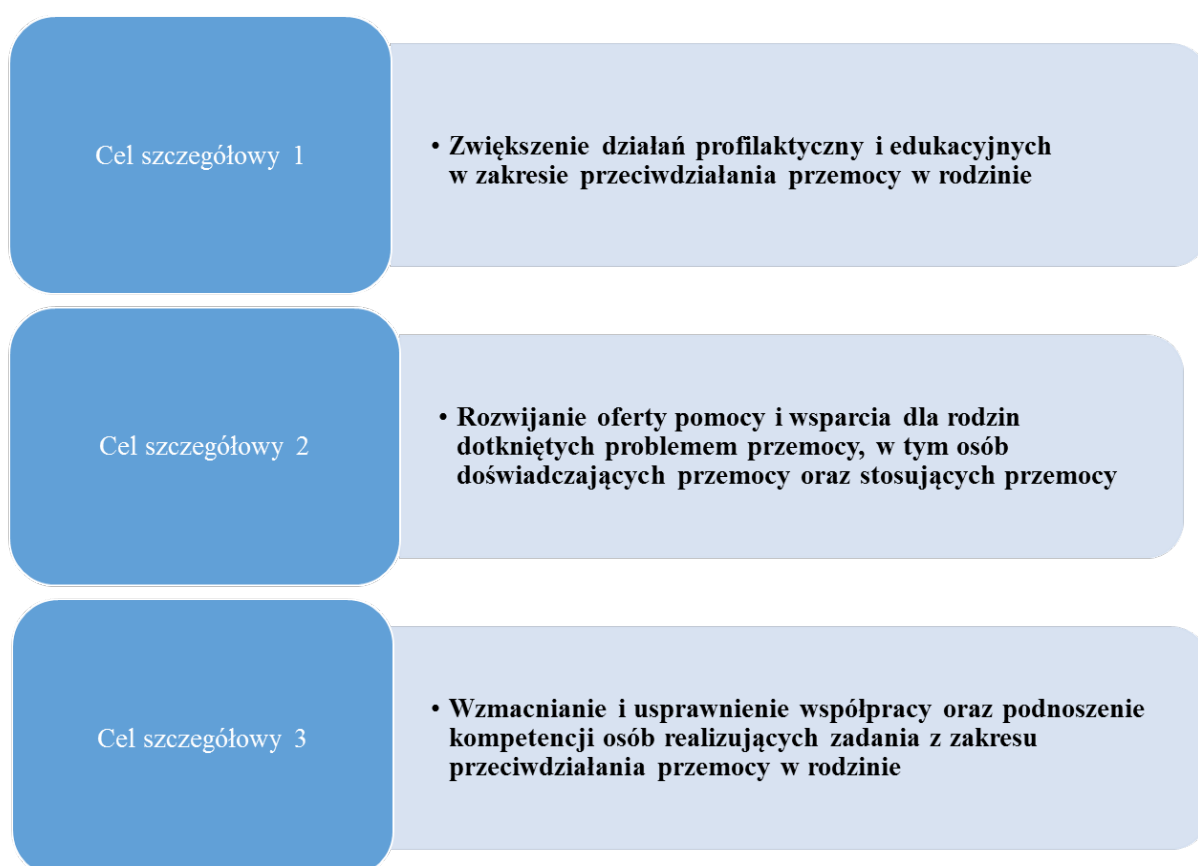 Cel szczegółowy 1
• Zwiększenie działań profilaktyczny i edukacyjnych
w zakresie przeciwdziałania przemocy w rodzinie
Cel szczegółowy 2
• Rozwijanie oferty pomocy i wsparcia dla rodzin
dotkniętych problemem przemocy, w tym osób
doświadczających przemocy oraz stosujących przemocy
Cel szczegółowy 3
• Wzmacnianie i usprawnienie współpracy oraz podnoszenie
kompetencji osób realizujących zadania z zakresu
przeciwdziałania przemocy w rodzinie